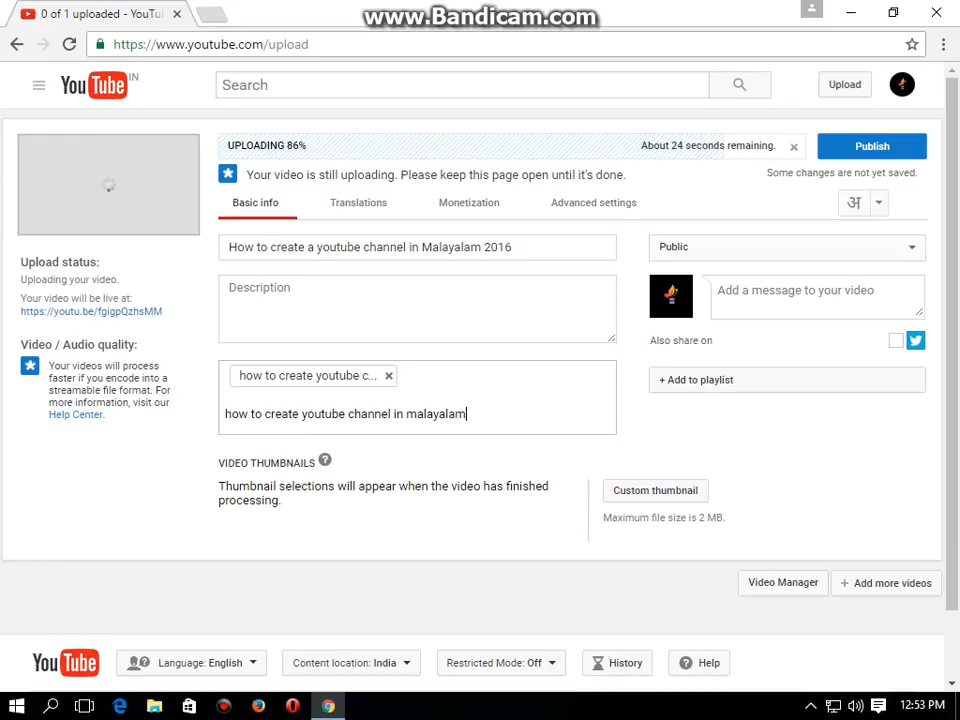 www.Bandicam.com
0 of 1 uploaded - YouTu
https://www.youtube.com/upload
YouTube IN
Search
Upload
UPLOADING 86%
About 24 seconds remaining.
Publish
Your video is still uploading. Please keep this page open until it's done.
Some changes are not yet saved.
Basic info
Translations
Monetization
Advanced settings
अ
How to create a youtube channel in Malayalam 2016
Public
Description
Add a message to your video
Upload status:
Uploading your video.
Your video will be live at:
https://youtu.be/fgigpQzhsMM
Also share on
Video / Audio quality:
Your videos will process
faster if you encode into a
streamable file format. For
more information, visit our
Help Center.
how to create youtube c...
+ Add to playlist
how to create youtube channel in malayalam
VIDEO THUMBNAILS ?
Thumbnail selections will appear when the video has finished
processing.
Custom thumbnail
Maximum file size is 2 MB.
Video Manager
+ Add more videos
YouTube
Language: English
Content location: India
Restricted Mode: Off
History
Help
12:53 PM